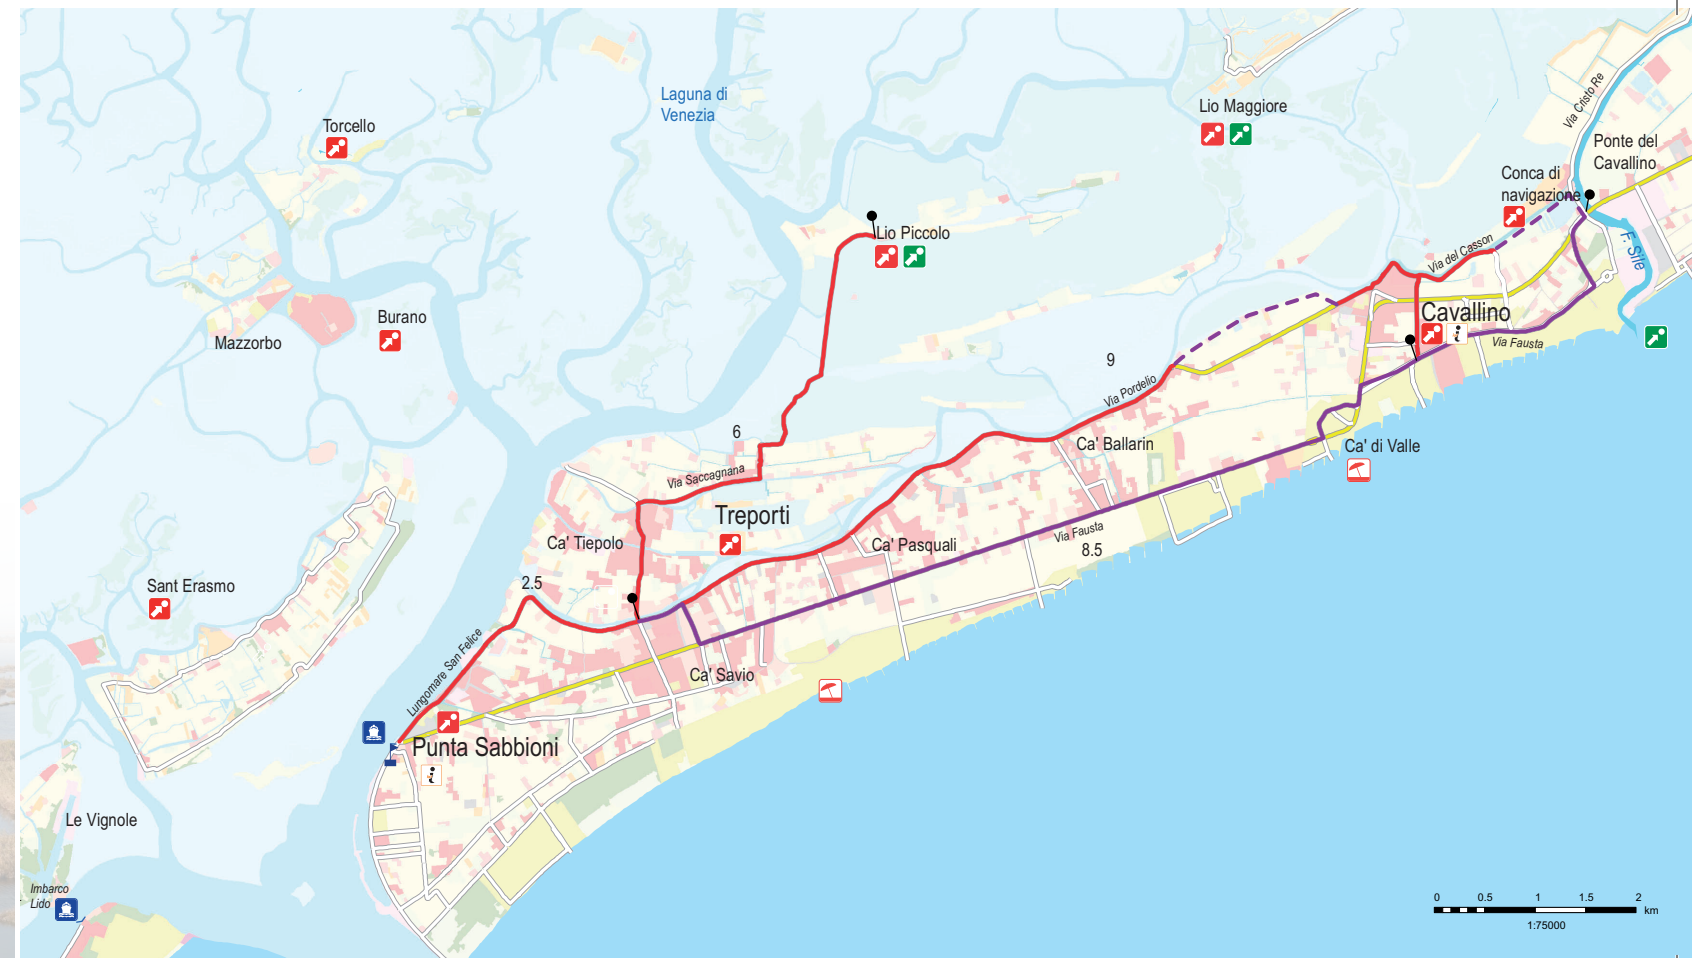 Laguna di
Venezia
Torcello
Lio Maggiore
Via Cristo Re
Ponte del
Cavallino
Conca di
navigazione
Lio Piccolo
Via del Casson
F. Sile
Burano
Mazzorbo
Cavallino
Via Fausta
9
Via Pordelio
6
Ca' Ballarin
Ca' di Valle
Via Saccagnana
Treporti
Ca' Tiepolo
Ca' Pasquali
Via Fausta
8.5
Sant Erasmo
2.5
Lungomare San Felice
Ca' Savio
Punta Sabbioni
Le Vignole
Imbarco
Lido
0 0.5 1 1.5 2
km
1:75000